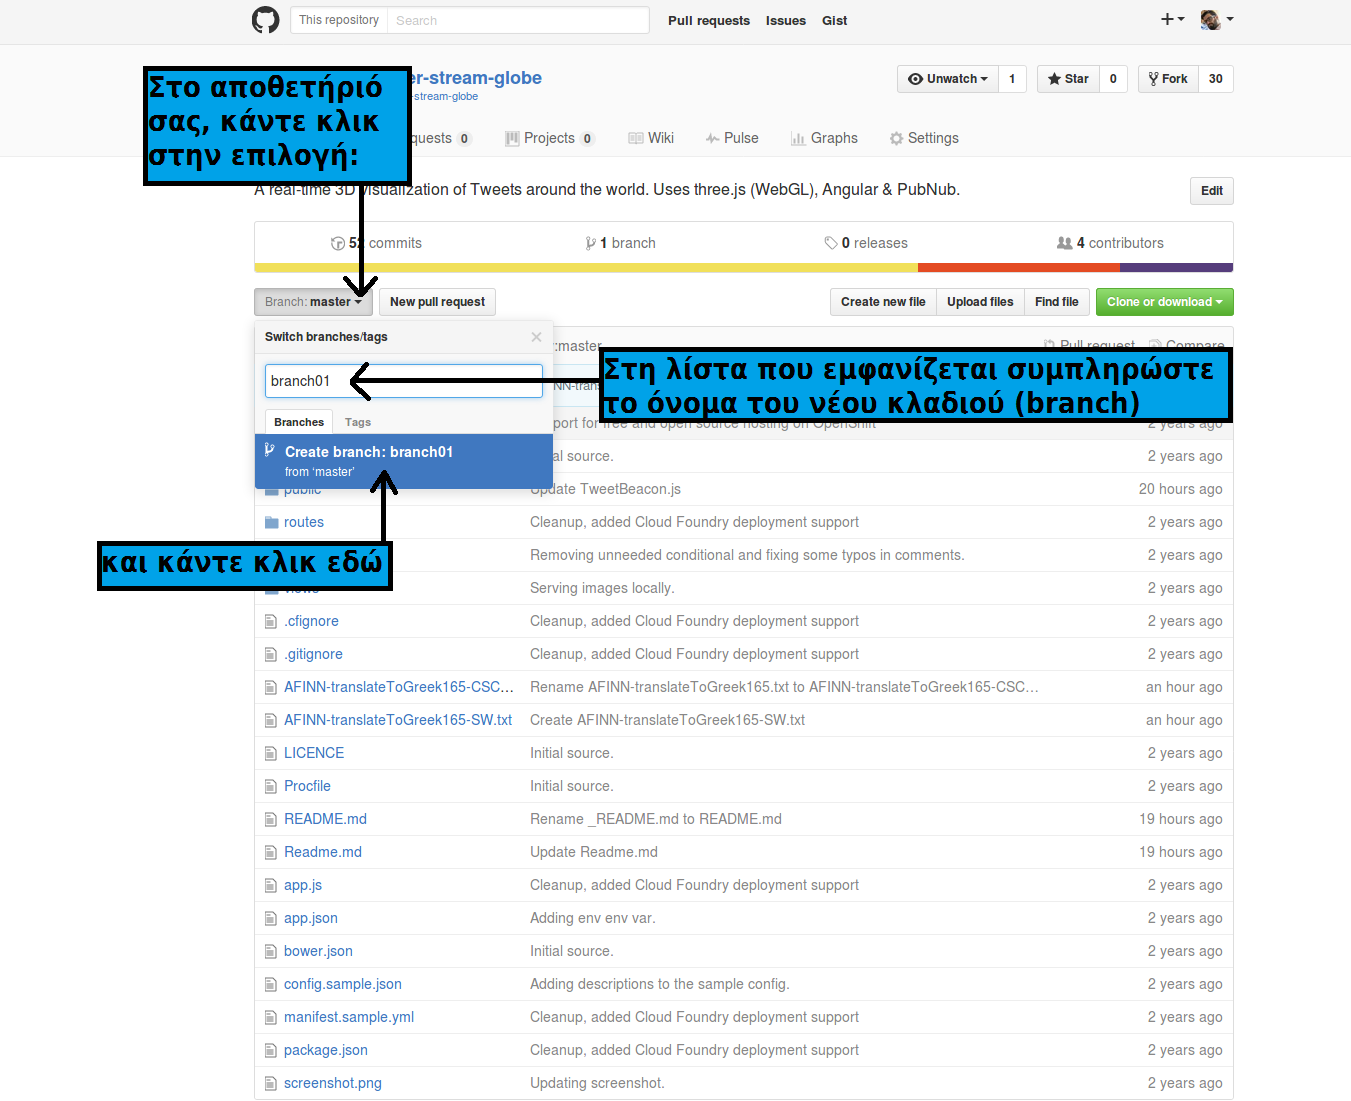 This repository Search Pull requests Issues Gist
er-stream-globe
-stream-globe
Unwatch 1 Star 0 Fork 30
Στο αποθετήριό
σας, κάντε κλικ
στην επιλογή:
quests 0 Projects 0 Wiki Pulse Graphs Settings
A real-time 3D visualization of Tweets around the world. Uses three.js (WebGL), Angular & PubNub.
Edit
52 commits 1 branch 0 releases 4 contributors
Branch: master New pull request Create new file Upload files Find file Clone or download
Switch branches/tags
:master Pull request Compare
branch01
NN-trans
Στη λίστα που εμφανίζεται συμπληρώστε
το όνομα του νέου κλαδιού (branch)
Branches Tags
port for free and open source hosting on OpenShift 2 years ago
Create branch: branch01
from ‘master’
al source. 2 years ago
public Update TweetBeacon.js 20 hours ago
routes Cleanup, added Cloud Foundry deployment support 2 years ago
και κάντε κλικ εδώ
Removing unneeded conditional and fixing some typos in comments. 2 years ago
views Serving images locally. 2 years ago
.cfignore Cleanup, added Cloud Foundry deployment support 2 years ago
.gitignore Cleanup, added Cloud Foundry deployment support 2 years ago
AFINN-translateToGreek165-CSC… Rename AFINN-translateToGreek165.txt to AFINN-translateToGreek165-CSC… an hour ago
AFINN-translateToGreek165-SW.txt Create AFINN-translateToGreek165-SW.txt an hour ago
LICENCE Initial source. 2 years ago
Procfile Initial source. 2 years ago
README.md Rename _README.md to README.md 19 hours ago
Readme.md Update Readme.md 19 hours ago
app.js Cleanup, added Cloud Foundry deployment support 2 years ago
app.json Adding env env var. 2 years ago
bower.json Initial source. 2 years ago
config.sample.json Adding descriptions to the sample config. 2 years ago
manifest.sample.yml Cleanup, added Cloud Foundry deployment support 2 years ago
package.json Cleanup, added Cloud Foundry deployment support 2 years ago
screenshot.png Updating screenshot. 2 years ago